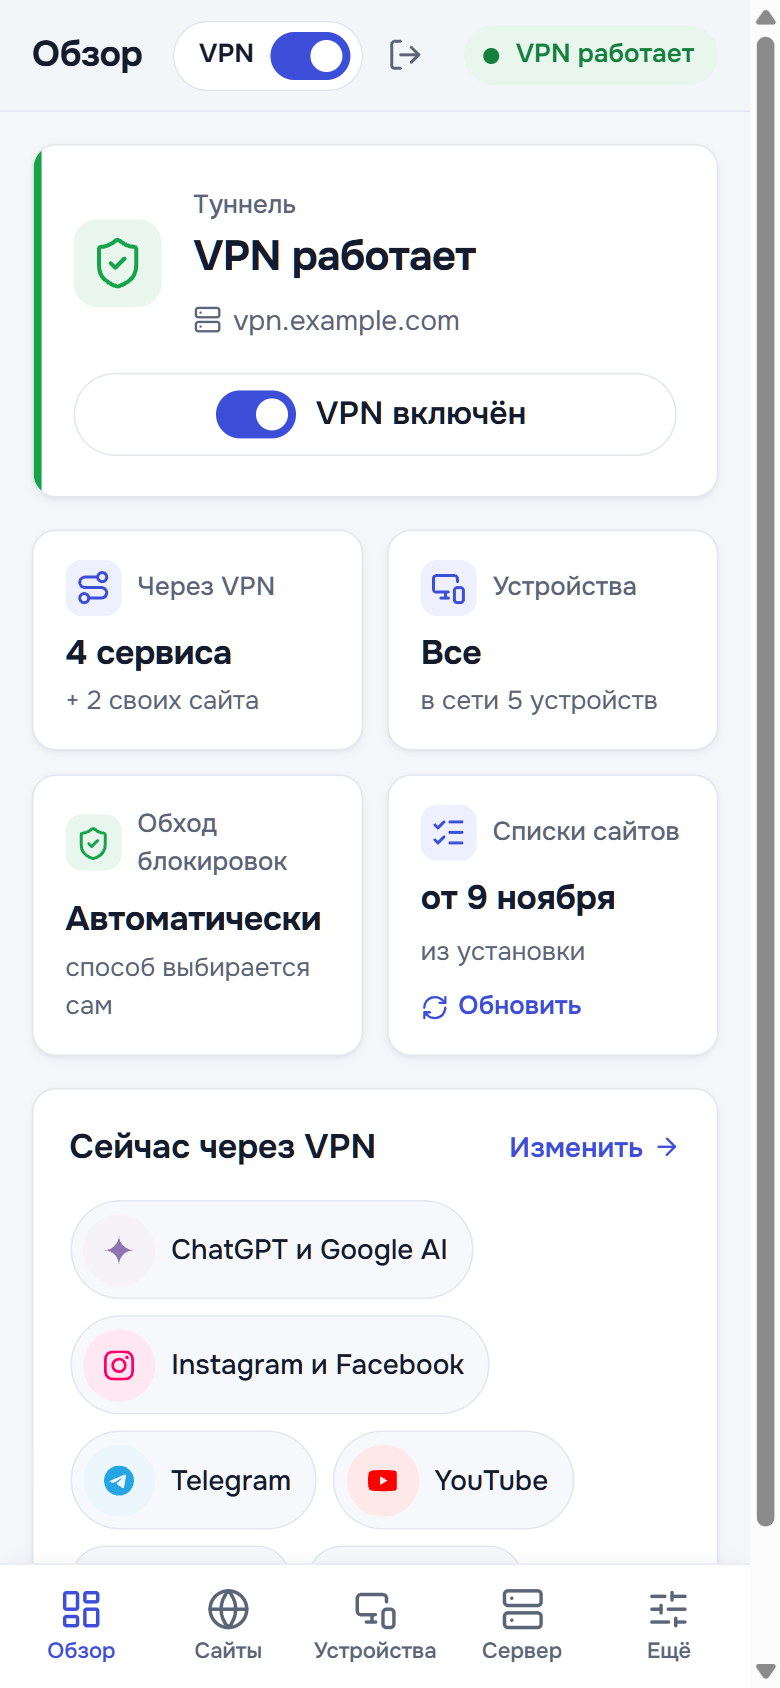 Обзор
VPN
VPN работает
Туннель
VPN работает
vpn.example.com
VPN включён
Через VPN
4 сервиса
+ 2 своих сайта
Устройства
Все
в сети 5 устройств
Обход
блокировок
Автоматически
способ выбирается
сам
Списки сайтов
от 9 ноября
из установки
Обновить
Сейчас через VPN
Изменить
ChatGPT и Google AI
Instagram и Facebook
Telegram
YouTube
Обзор
Сайты
Устройства
Сервер
Ещё